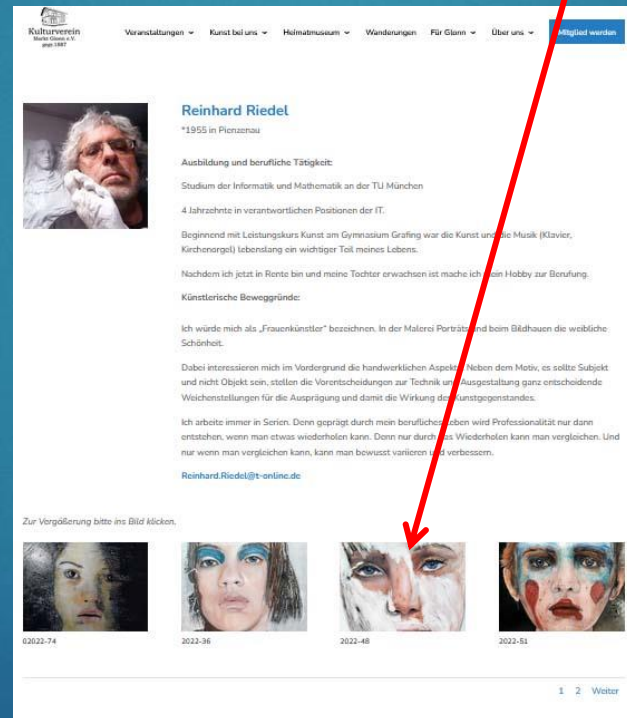 Kulturverein
Markt Glonn e.V.
gegr. 1887
Veranstaltungen
Kunst bei uns
Heimatmuseum
Wanderungen
Für Glonn
Über uns
Mitglied werden
Reinhard Riedel
*1955 in Pienzenau
Ausbildung und berufliche Tätigkeit:
Studium der Informatik und Mathematik an der TU München
4 Jahrzehnte in verantwortlichen Positionen der IT.
Beginnend mit Leistungskurs Kunst am Gymnasium Grafing war die Kunst und die Musik (Klavier,
Kirchenorgel) lebenslang ein wichtiger Teil meines Lebens.
Nachdem ich jetzt in Rente bin und meine Tochter erwachsen ist mache ich mein Hobby zur Berufung.
Künstlerische Beweggründe:
Ich würde mich als „Frauenkünstler“ bezeichnen. In der Malerei Porträts und beim Bildhauen die weibliche
Schönheit.
Dabei interessieren mich im Vordergrund die handwerklichen Aspekte. Neben dem Motiv, es sollte Subjekt
und nicht Objekt sein, stellen die Vorentscheidungen zur Technik und Ausgestaltung ganz entscheidende
Weichenstellungen für die Ausprägung und damit die Wirkung des Kunstgegenstandes.
Ich arbeite immer in Serien. Denn geprägt durch mein berufliches Leben wird Professionalität nur dann
entstehen, wenn man etwas wiederholen kann. Denn nur durch das Wiederholen kann man vergleichen. Und
nur wenn man vergleichen kann, kann man bewusst variieren und verbessern.
Reinhard.Riedel@t-online.de
Zur Vergäßerung bitte ins Bild klicken.
02022-74
2022-36
2022-48
2022-51
1 2 Weiter